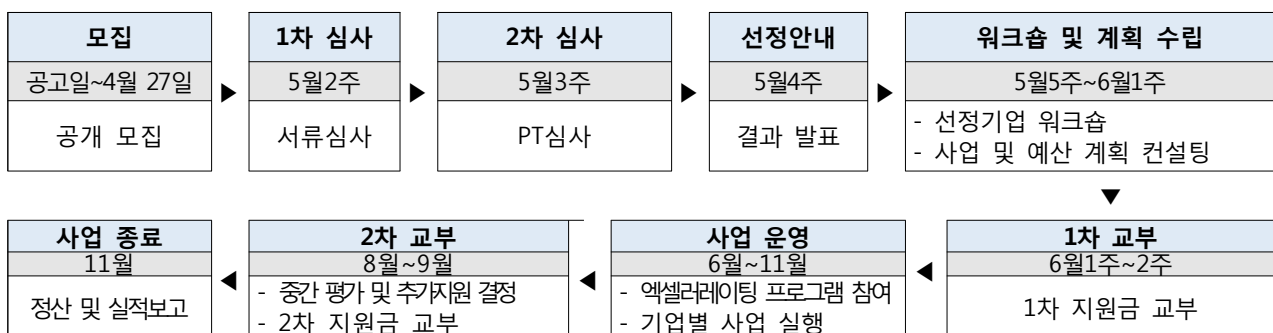 모집
공고일~4월 27일
공개 모집
▶
1차 심사
5월2주
서류심사
▶
2차 심사
5월3주
PT심사
▶
선정안내
5월4주
결과 발표
▶
워크숍 및 계획 수립
5월5주~6월1주
- 선정기업 워크숍
- 사업 및 예산 계획 컨설팅
▼
1차 교부
6월1주~2주
1차 지원금 교부
◀
사업 운영
6월~11월
- 엑셀러레이팅 프로그램 참여
- 기업별 사업 실행
◀
2차 교부
8월~9월
- 중간 평가 및 추가지원 결정
- 2차 지원금 교부
◀
사업 종료
11월
정산 및 실적보고